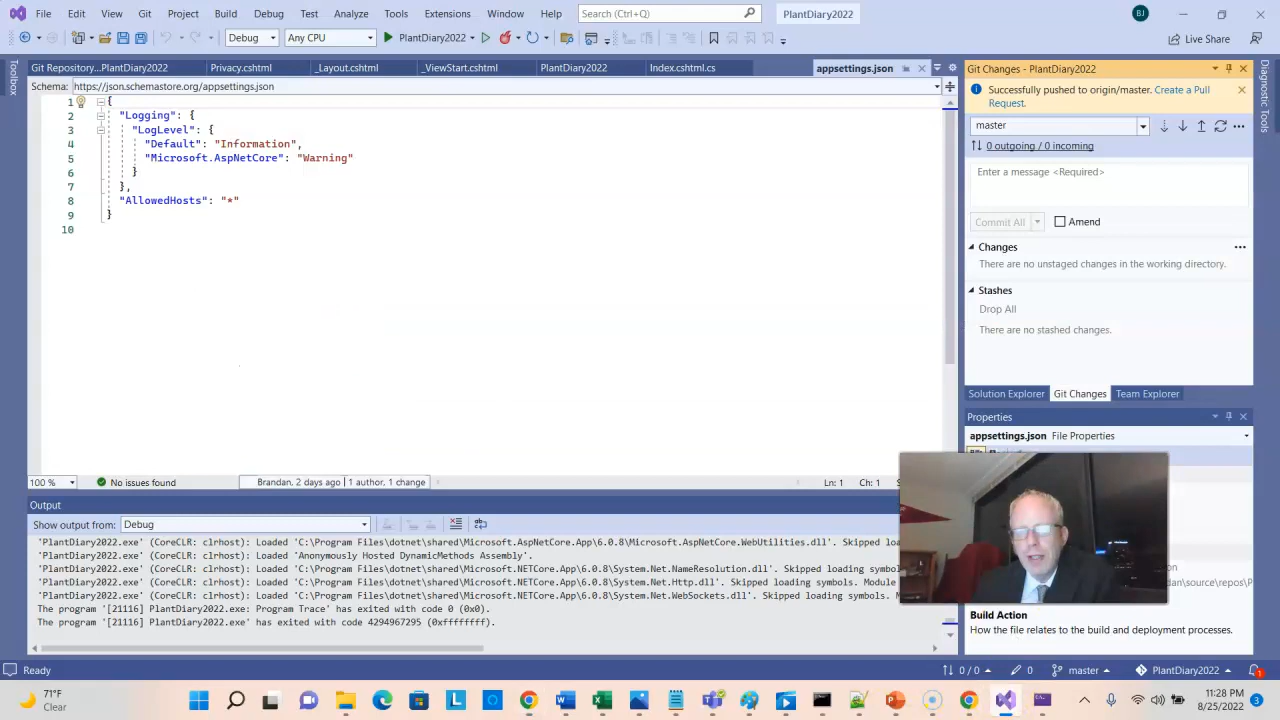 File Edit View Git Project Build Debug Test Analyze Tools Extensions Window Help Search (Ctrl+Q) PlantDiary2022 BJ
Debug Any CPU PlantDiary2022 Live Share
Toolbox
Git Repository...PlantDiary2022 Privacy.cshtml _Layout.cshtml _ViewStart.cshtml PlantDiary2022 Index.cshtml.cs appsettings.json
Schema: https://json.schemastore.org/appsettings.json
1 {
2 "Logging": {
3 "LogLevel": {
4 "Default": "Information",
5 "Microsoft.AspNetCore": "Warning"
6 }
7 },
8 "AllowedHosts": "*"
9 }
10
100 % No issues found Brandan, 2 days ago | 1 author, 1 change Ln: 1 Ch: 1
Git Changes - PlantDiary2022
Successfully pushed to origin/master. Create a Pull
Request.
master
0 outgoing / 0 incoming
Enter a message <Required>
Commit All Amend
Changes
There are no unstaged changes in the working directory.
Stashes
Drop All
There are no stashed changes.
Solution Explorer Git Changes Team Explorer
Diagnostic Tools
Properties
appsettings.json File Properties
dan\source\repos\P
Build Action
How the file relates to the build and deployment processes.
Output
Show output from: Debug
'PlantDiary2022.exe' (CoreCLR: clrhost): Loaded 'C:\Program Files\dotnet\shared\Microsoft.AspNetCore.App\6.0.8\Microsoft.AspNetCore.WebUtilities.dll'. Skipped loa
'PlantDiary2022.exe' (CoreCLR: clrhost): Loaded 'Anonymously Hosted DynamicMethods Assembly'.
'PlantDiary2022.exe' (CoreCLR: clrhost): Loaded 'C:\Program Files\dotnet\shared\Microsoft.NETCore.App\6.0.8\System.Net.NameResolution.dll'. Skipped loading symbo
'PlantDiary2022.exe' (CoreCLR: clrhost): Loaded 'C:\Program Files\dotnet\shared\Microsoft.NETCore.App\6.0.8\System.Net.Http.dll'. Skipped loading symbols. Module
'PlantDiary2022.exe' (CoreCLR: clrhost): Loaded 'C:\Program Files\dotnet\shared\Microsoft.NETCore.App\6.0.8\System.Net.WebSockets.dll'. Skipped loading symbols.
The program '[21116] PlantDiary2022.exe: Program Trace' has exited with code 0 (0x0).
The program '[21116] PlantDiary2022.exe' has exited with code 4294967295 (0xffffffff).
Ready 0 / 0 0 master PlantDiary2022 1
71°F
Clear
11:28 PM
8/25/2022 3